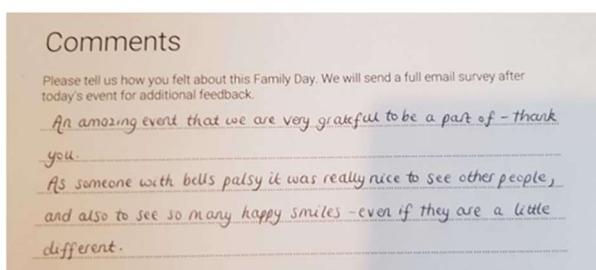 Comments
Please tell us how you felt about this Family Day. We will send a full email survey after
today's event for additional feedback.
An amazing event that we are very grateful to be a part of - thank
you.
As someone with bells palsy it was really nice to see other people,
and also to see so many happy smiles - even if they are a little
different.